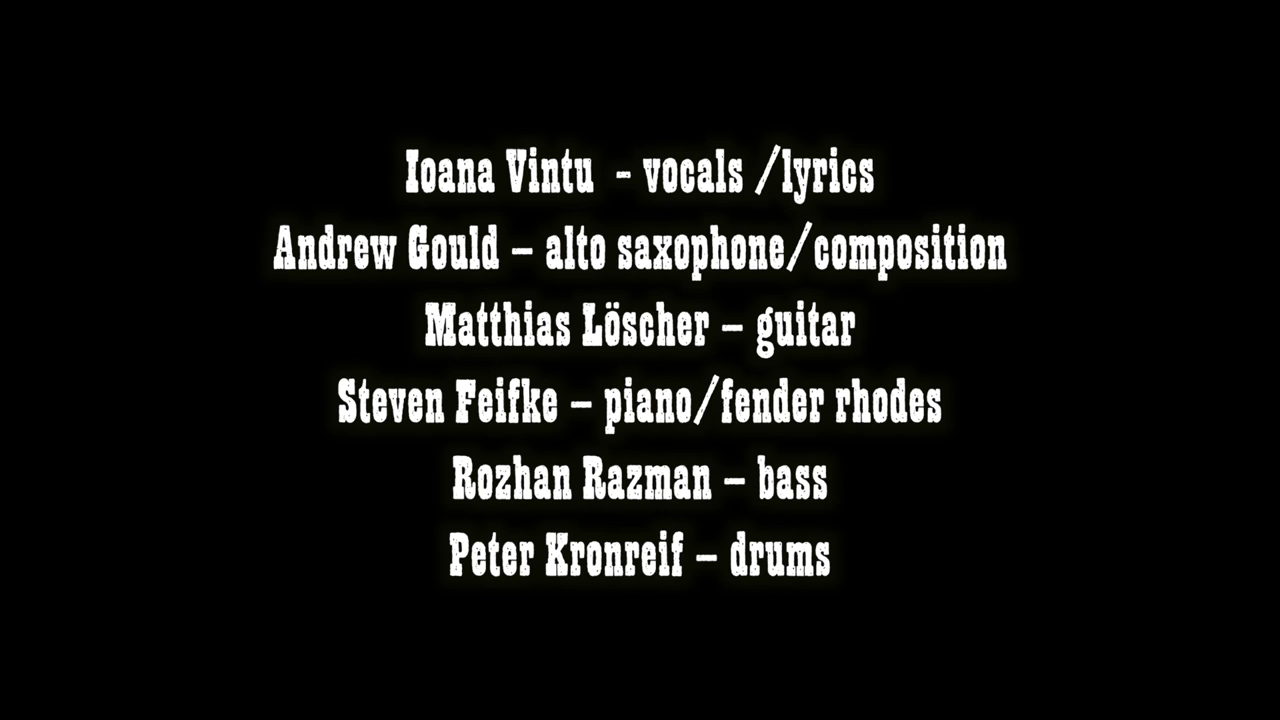 Ioana Vintu - vocals /lyrics
Andrew Gould – alto saxophone/composition
Matthias Löscher – guitar
Steven Feifke – piano/fender rhodes
Rozhan Razman – bass
Peter Kronreif – drums